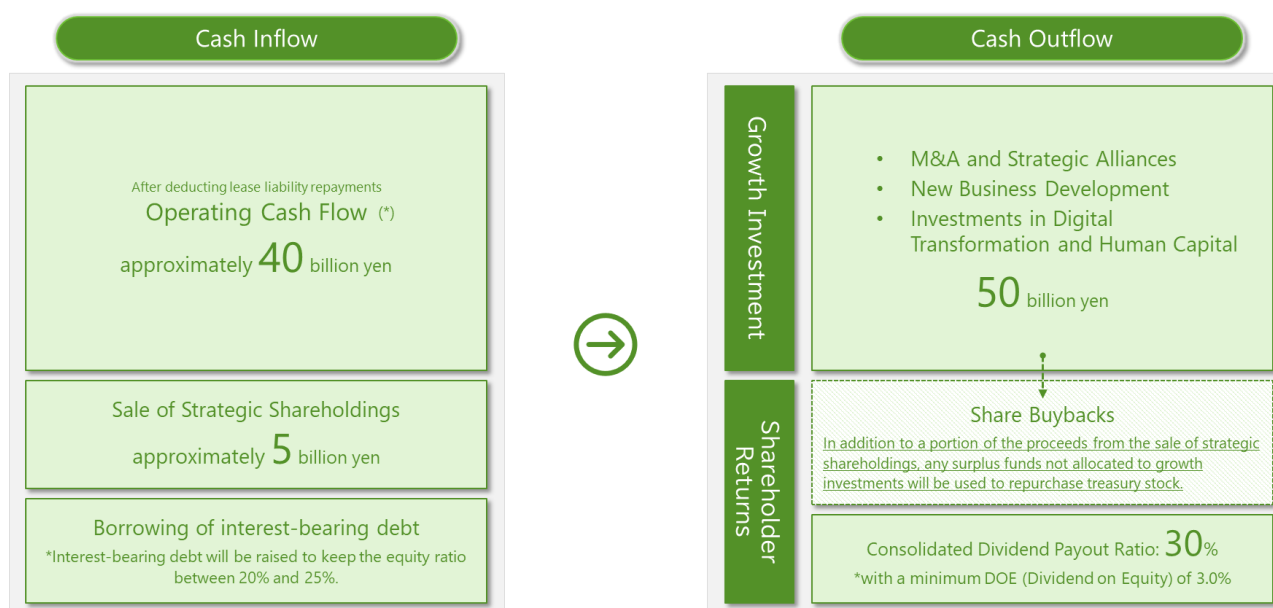 Cash Inflow
After deducting lease liability repayments
Operating Cash Flow (*)
approximately 40 billion yen
Sale of Strategic Shareholdings
approximately 5 billion yen
Borrowing of interest-bearing debt
*Interest-bearing debt will be raised to keep the equity ratio
between 20% and 25%.
Cash Outflow
Growth Investment
• M&A and Strategic Alliances
• New Business Development
• Investments in Digital
Transformation and Human Capital
50 billion yen
Shareholder
Returns
Share Buybacks
In addition to a portion of the proceeds from the sale of strategic
shareholdings, any surplus funds not allocated to growth
investments will be used to repurchase treasury stock.
Consolidated Dividend Payout Ratio: 30%
*with a minimum DOE (Dividend on Equity) of 3.0%